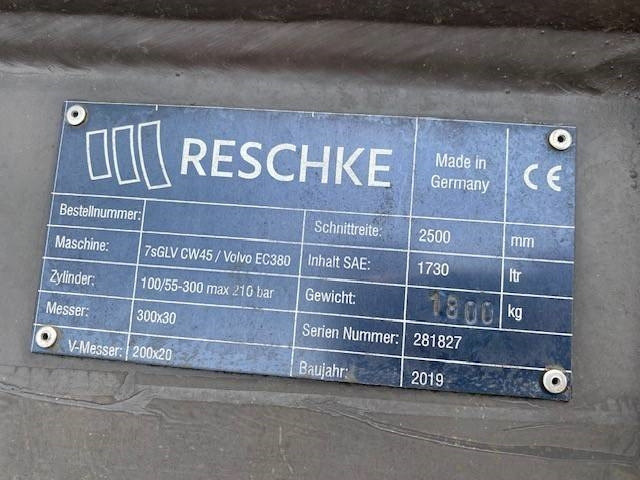 RESCHKE
Made in
Germany
CE
Bestellnummer:
Schnittreite: 2500 mm
Maschine: 7sGLV CW45 / Volvo EC380
Inhalt SAE: 1730 ltr
Zylinder: 100/55-300 max 210 bar
Gewicht: 1800 kg
Messer: 300x30
Serien Nummer: 281827
V-Messer: 200x20
Baujahr: 2019